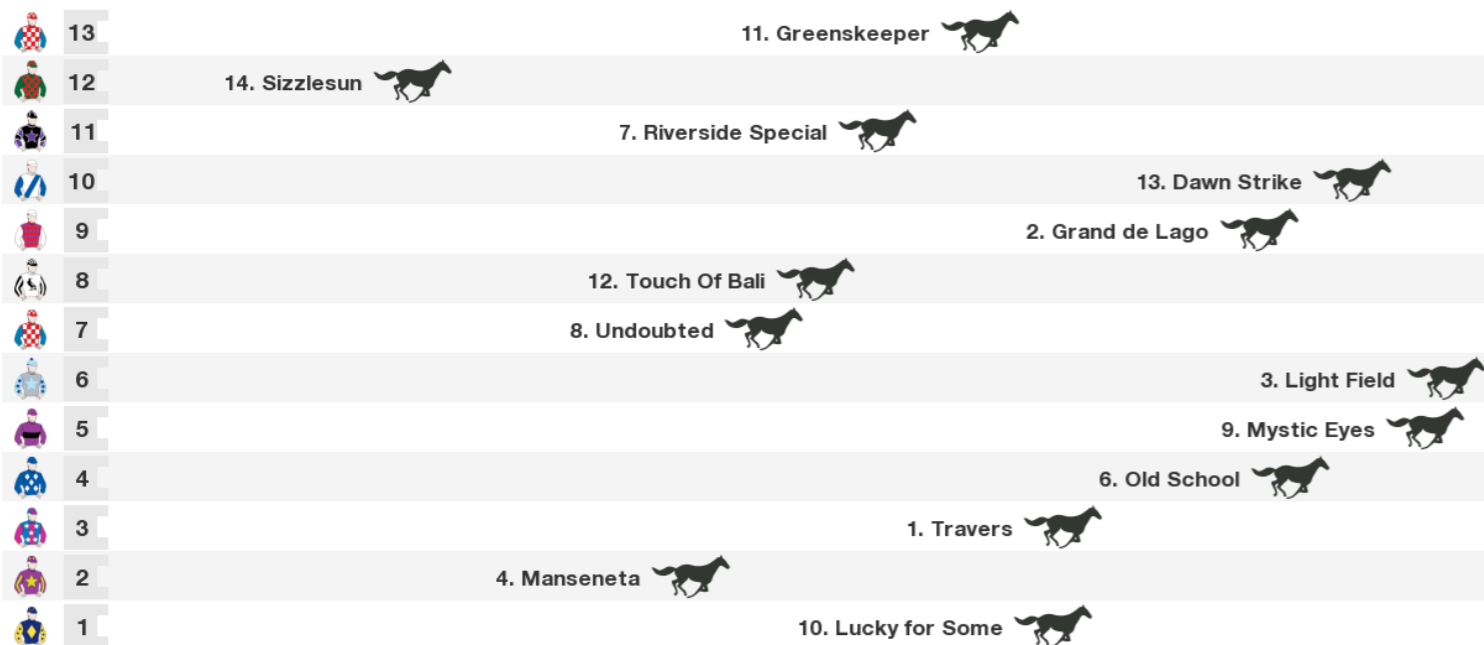 13 11. Greenskeeper
12 14. Sizzlesun
11 7. Riverside Special
10 13. Dawn Strike
9 2. Grand de Lago
8 12. Touch Of Bali
7 8. Undoubted
6 3. Light Field
5 9. Mystic Eyes
4 6. Old School
3 1. Travers
2 4. Manseneta
1 10. Lucky for Some